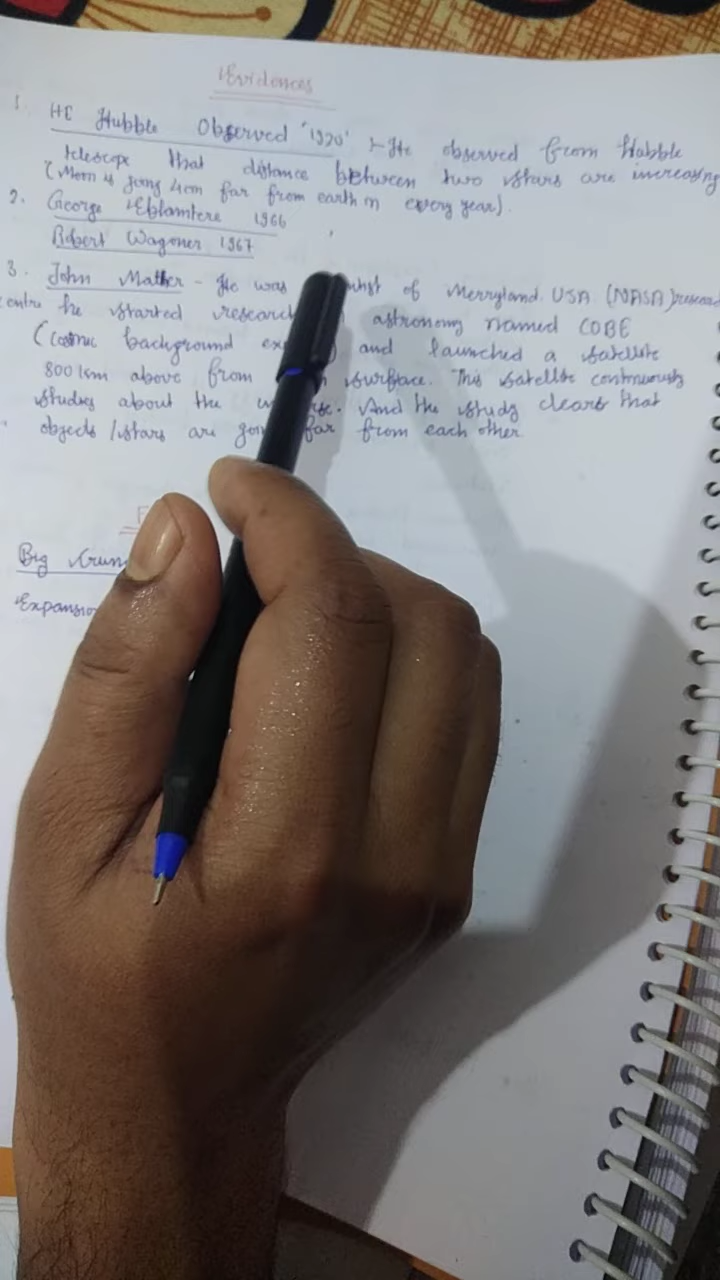 Evidences
1. HC Hubble Observed '1920' :- He observed from Hubble
telescope that distance between two stars are increasing
(Moon is going 4cm far from earth in every year).
2. George 1966
Robert Wagoner 1967
3. John Mather - He was of Merryland USA (NASA) research
centre he started research astronomy named COBE
(Cosmic background and launched a satellite
800 km above from surface. This satellite continuously
studies about the And the study clears that
objects / stars are going far from each other
Big
Expansion